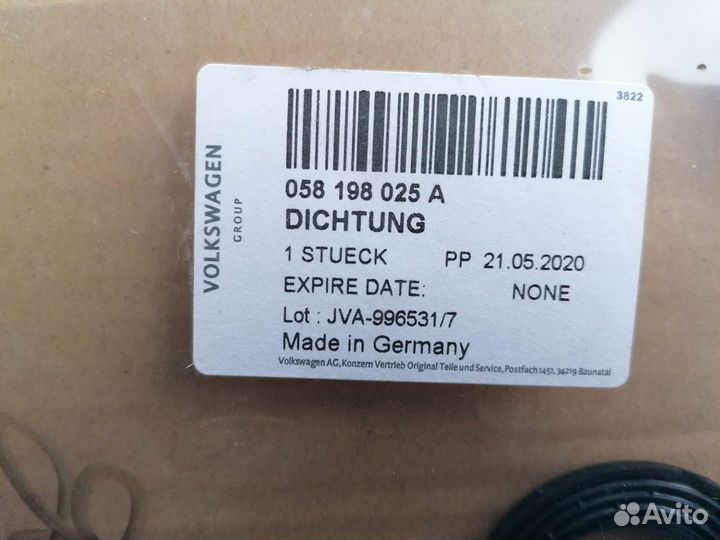 3822
VOLKSWAGEN
GROUP
058 198 025 A
DICHTUNG
1 STUECK PP 21.05.2020
EXPIRE DATE: NONE
Lot : JVA-996531/7
Made in Germany
Volkswagen AG, Konzern Vertrieb Original Teile und Service, Postfach 1451, 34219 Baunatal
Avito